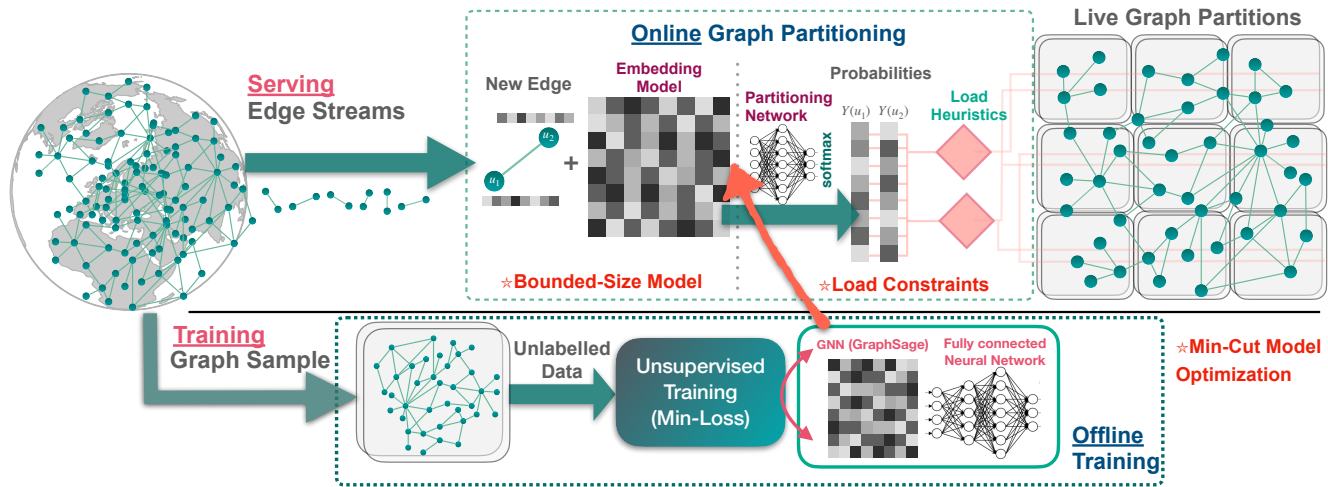 Online Graph Partitioning
Live Graph Partitions
Serving
Edge Streams
New Edge
Embedding
Model
Partitioning
Network
Probabilities
Y(u₁) Y(u₂)
Load
Heuristics
u₂
u₁
+
softmax
☆Bounded-Size Model
☆Load Constraints
Training
Graph Sample
Unlabelled
Data
Unsupervised
Training
(Min-Loss)
GNN (GraphSage)
Fully connected
Neural Network
☆Min-Cut Model
Optimization
Offline
Training